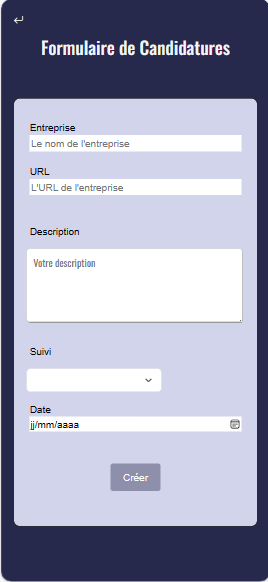 Formulaire de Candidatures
Entreprise
Le nom de l'entreprise
URL
L'URL de l'entreprise
Description
Votre description
Suivi
Date
jj/mm/aaaa
Créer